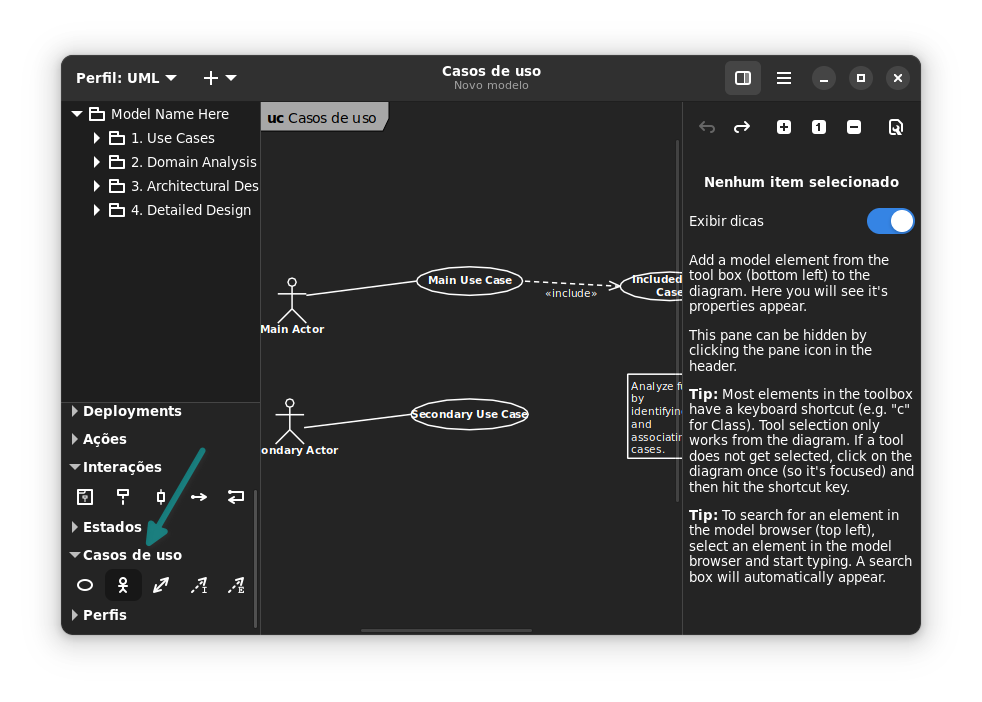 Perfil: UML
Casos de uso
Novo modelo
Model Name Here
1. Use Cases
2. Domain Analysis
3. Architectural Des
4. Detailed Design
Deployments
Ações
Interações
Estados
Casos de uso
I
E
Perfis
uc Casos de uso
Main Actor
Main Use Case
«include»
Included
Case
ondary Actor
Secondary Use Case
Analyze fu
by
identifying
and
associatin
cases.
1
Nenhum item selecionado
Exibir dicas
Add a model element from the
tool box (bottom left) to the
diagram. Here you will see it's
properties appear.
This pane can be hidden by
clicking the pane icon in the
header.
Tip: Most elements in the toolbox
have a keyboard shortcut (e.g. "c"
for Class). Tool selection only
works from the diagram. If a tool
does not get selected, click on the
diagram once (so it's focused) and
then hit the shortcut key.
Tip: To search for an element in
the model browser (top left),
select an element in the model
browser and start typing. A search
box will automatically appear.